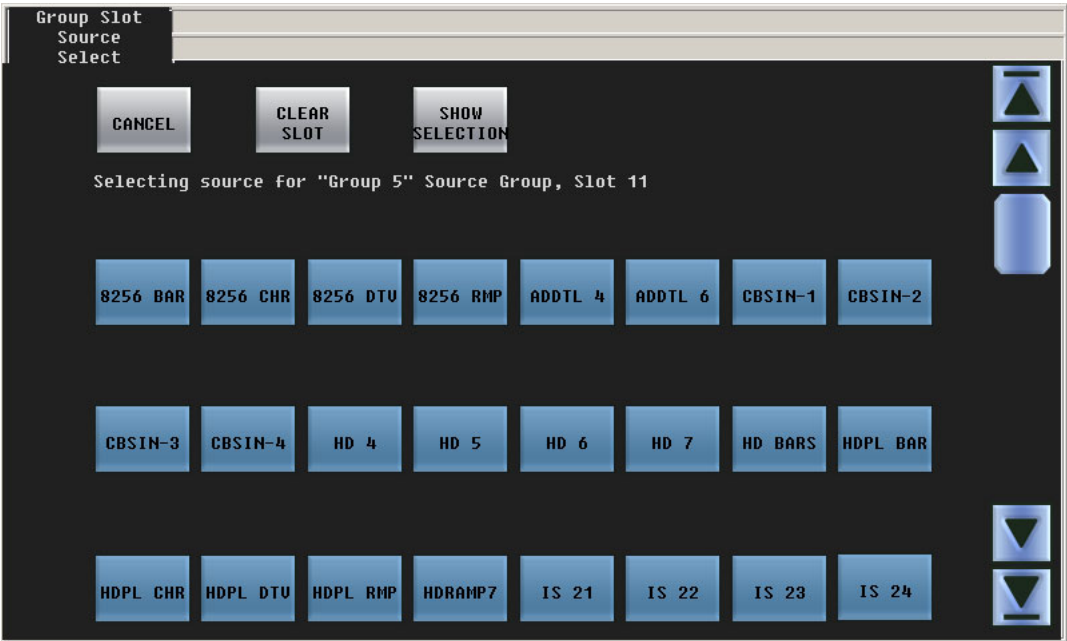 Group Slot
Source
Select
CANCEL
CLEAR
SLOT
SHOW
SELECTION
Selecting source for "Group 5" Source Group, Slot 11
8256 BAR 8256 CHR 8256 DTV 8256 RMP ADDTL 4 ADDTL 6 CBSIN-1 CBSIN-2
CBSIN-3 CBSIN-4 HD 4 HD 5 HD 6 HD 7 HD BARS HDPL BAR
HDPL CHR HDPL DTV HDPL RMP HDRAMP7 IS 21 IS 22 IS 23 IS 24